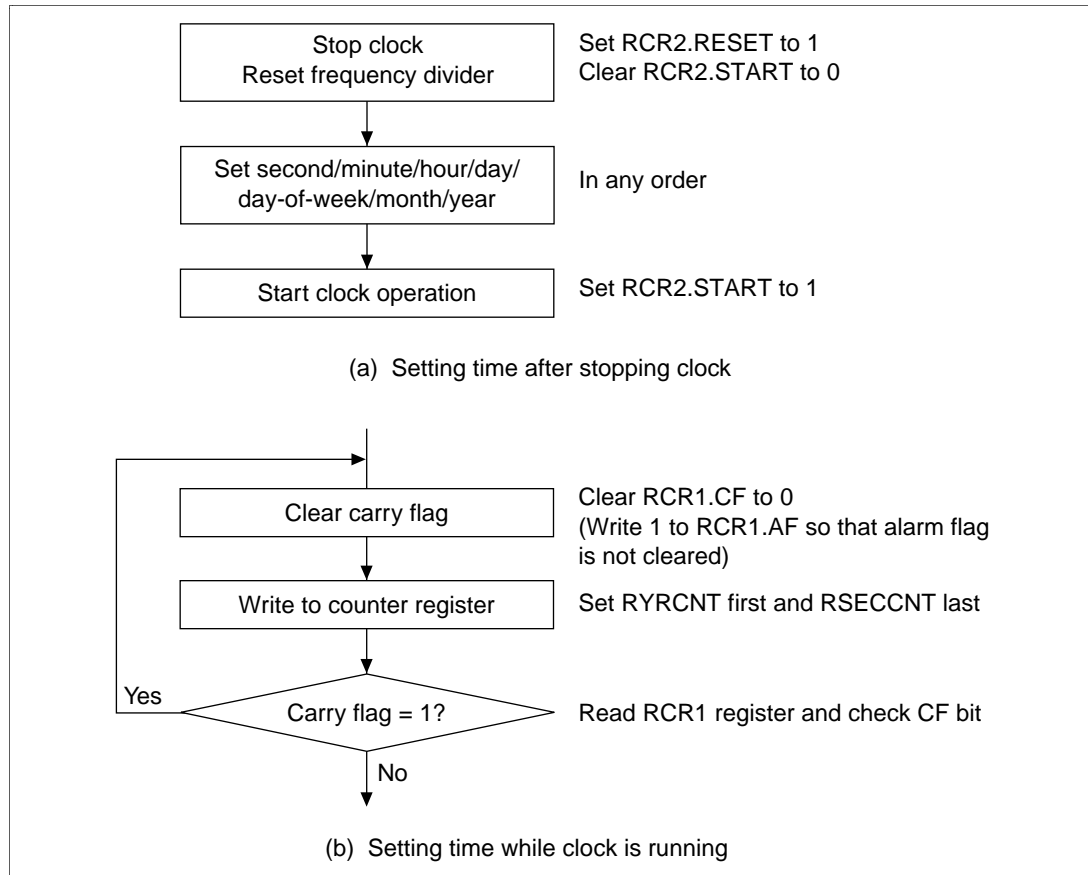 Stop clock
Reset frequency divider
Set RCR2.RESET to 1
Clear RCR2.START to 0
Set second/minute/hour/day/
day-of-week/month/year
In any order
Start clock operation
Set RCR2.START to 1
(a) Setting time after stopping clock
Clear carry flag
Clear RCR1.CF to 0
(Write 1 to RCR1.AF so that alarm flag
is not cleared)
Write to counter register
Set RYRCNT first and RSECCNT last
Yes
Carry flag = 1?
Read RCR1 register and check CF bit
No
(b) Setting time while clock is running